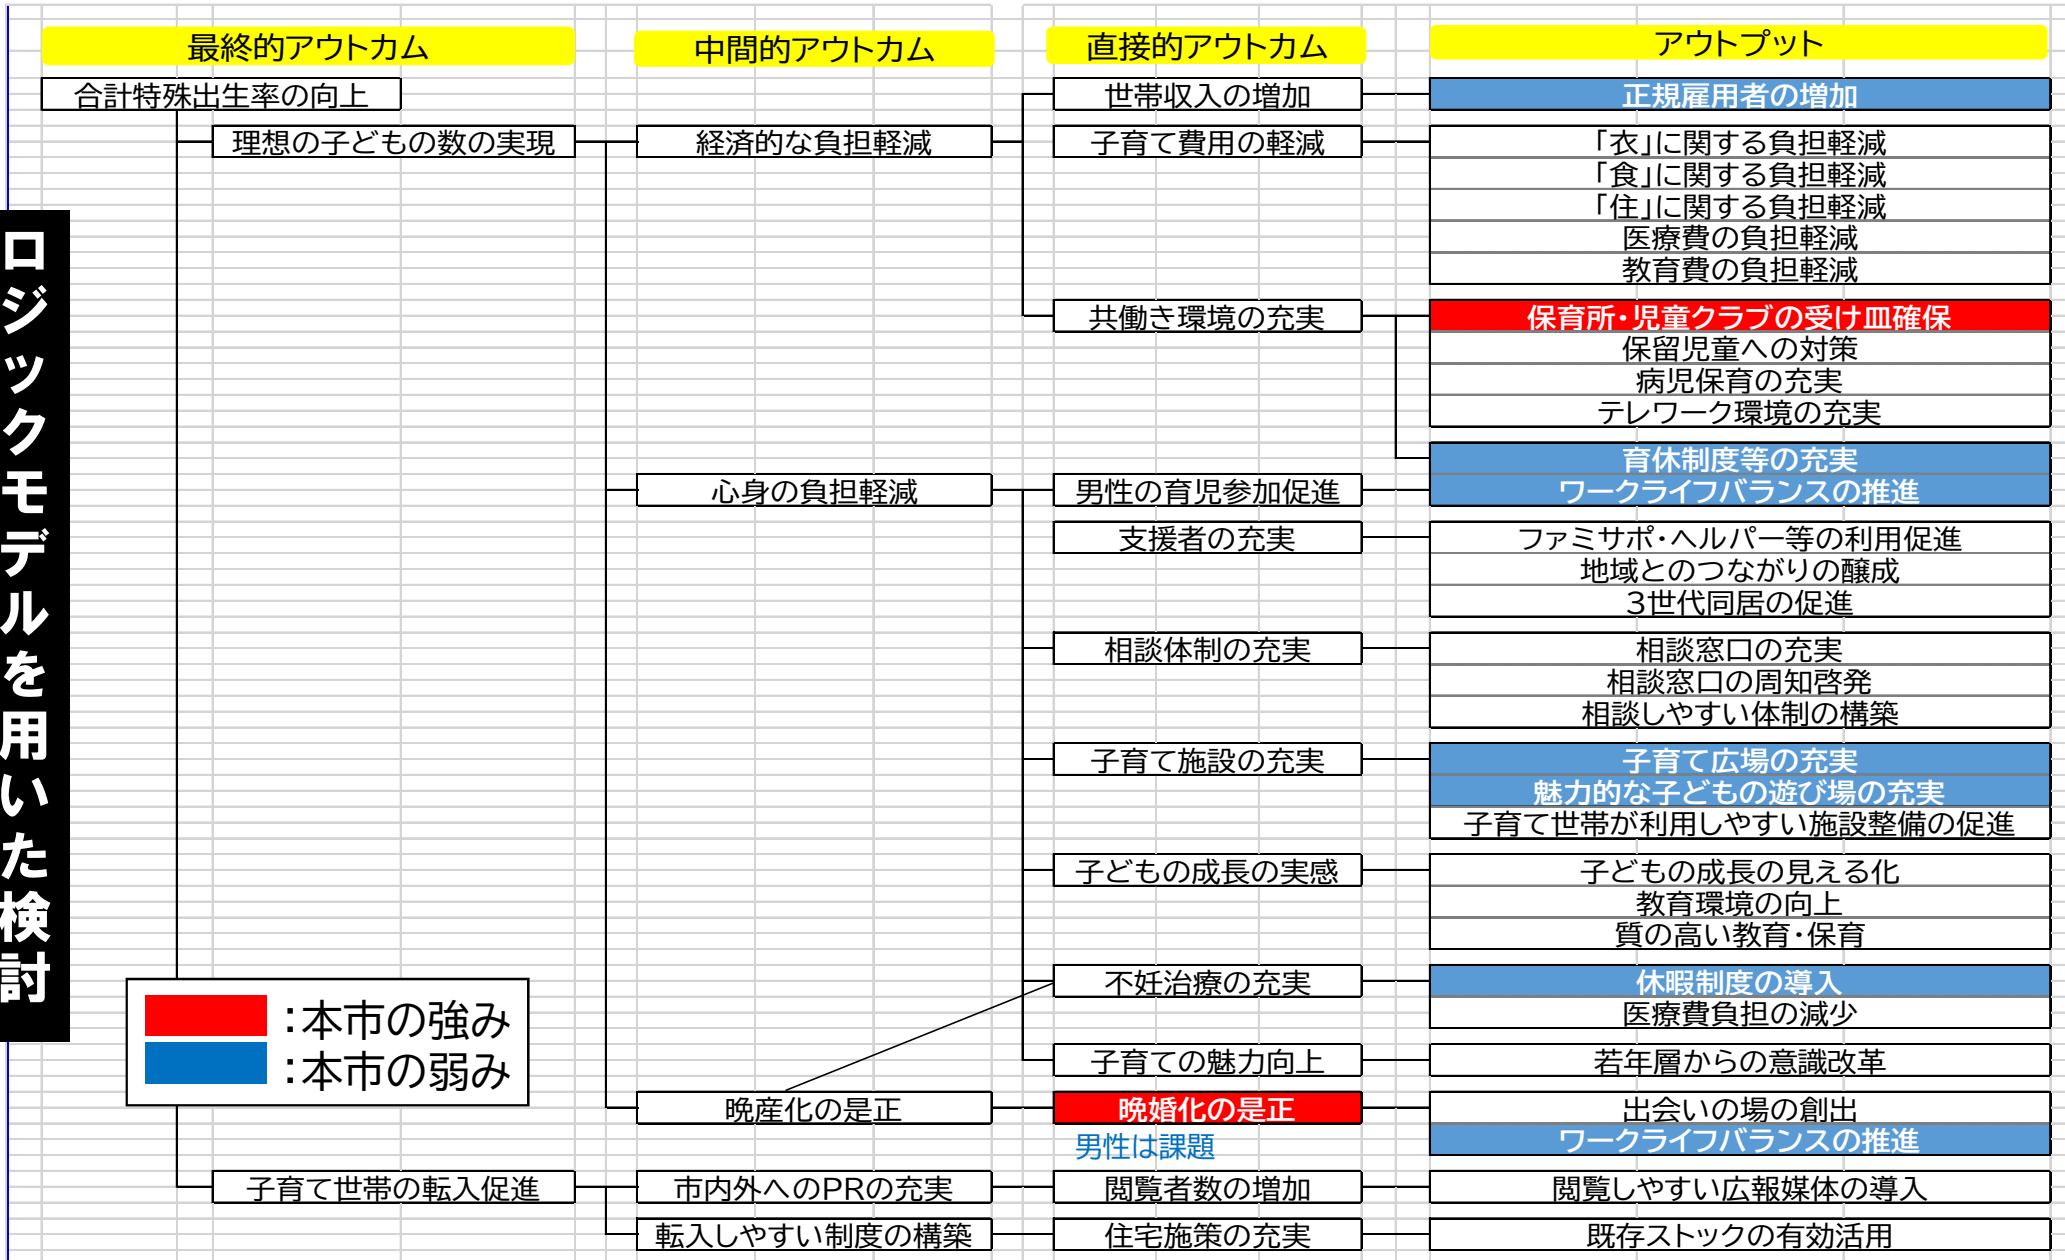 ロジックモデルを用いた検討
最終的アウトカム
中間的アウトカム
直接的アウトカム
アウトプット
合計特殊出生率の向上
世帯収入の増加
正規雇用者の増加
理想の子どもの数の実現
経済的な負担軽減
子育て費用の軽減
「衣」に関する負担軽減
「食」に関する負担軽減
「住」に関する負担軽減
医療費の負担軽減
教育費の負担軽減
共働き環境の充実
保育所・児童クラブの受け皿確保
保留児童への対策
病児保育の充実
テレワーク環境の充実
育休制度等の充実
心身の負担軽減
男性の育児参加促進
ワークライフバランスの推進
支援者の充実
ファミサポ・ヘルパー等の利用促進
地域とのつながりの醸成
3世代同居の促進
相談体制の充実
相談窓口の充実
相談窓口の周知啓発
相談しやすい体制の構築
子育て施設の充実
子育て広場の充実
魅力的な子どもの遊び場の充実
子育て世帯が利用しやすい施設整備の促進
子どもの成長の実感
子どもの成長の見える化
教育環境の向上
質の高い教育・保育
不妊治療の充実
休暇制度の導入
医療費負担の減少
子育ての魅力向上
若年層からの意識改革
晩産化の是正
晩婚化の是正
出会いの場の創出
男性は課題
ワークライフバランスの推進
子育て世帯の転入促進
市内外へのPRの充実
閲覧者数の増加
閲覧しやすい広報媒体の導入
転入しやすい制度の構築
住宅施策の充実
既存ストックの有効活用
：本市の強み
：本市の弱み